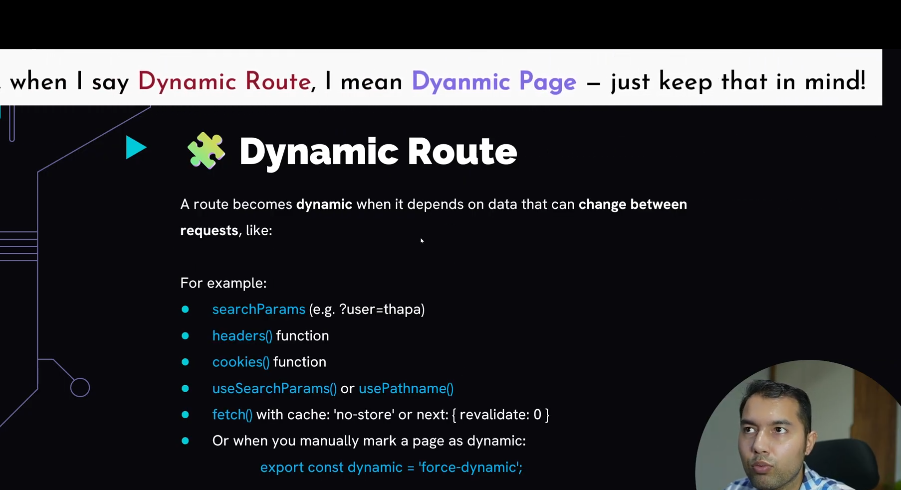 when I say Dynamic Route, I mean Dyanmic Page – just keep that in mind!
Dynamic Route
A route becomes dynamic when it depends on data that can change between
requests, like:
For example:
searchParams (e.g. ?user=thapa)
headers() function
cookies() function
useSearchParams() or usePathname()
fetch() with cache: 'no-store' or next: { revalidate: 0 }
Or when you manually mark a page as dynamic:
export const dynamic = 'force-dynamic';